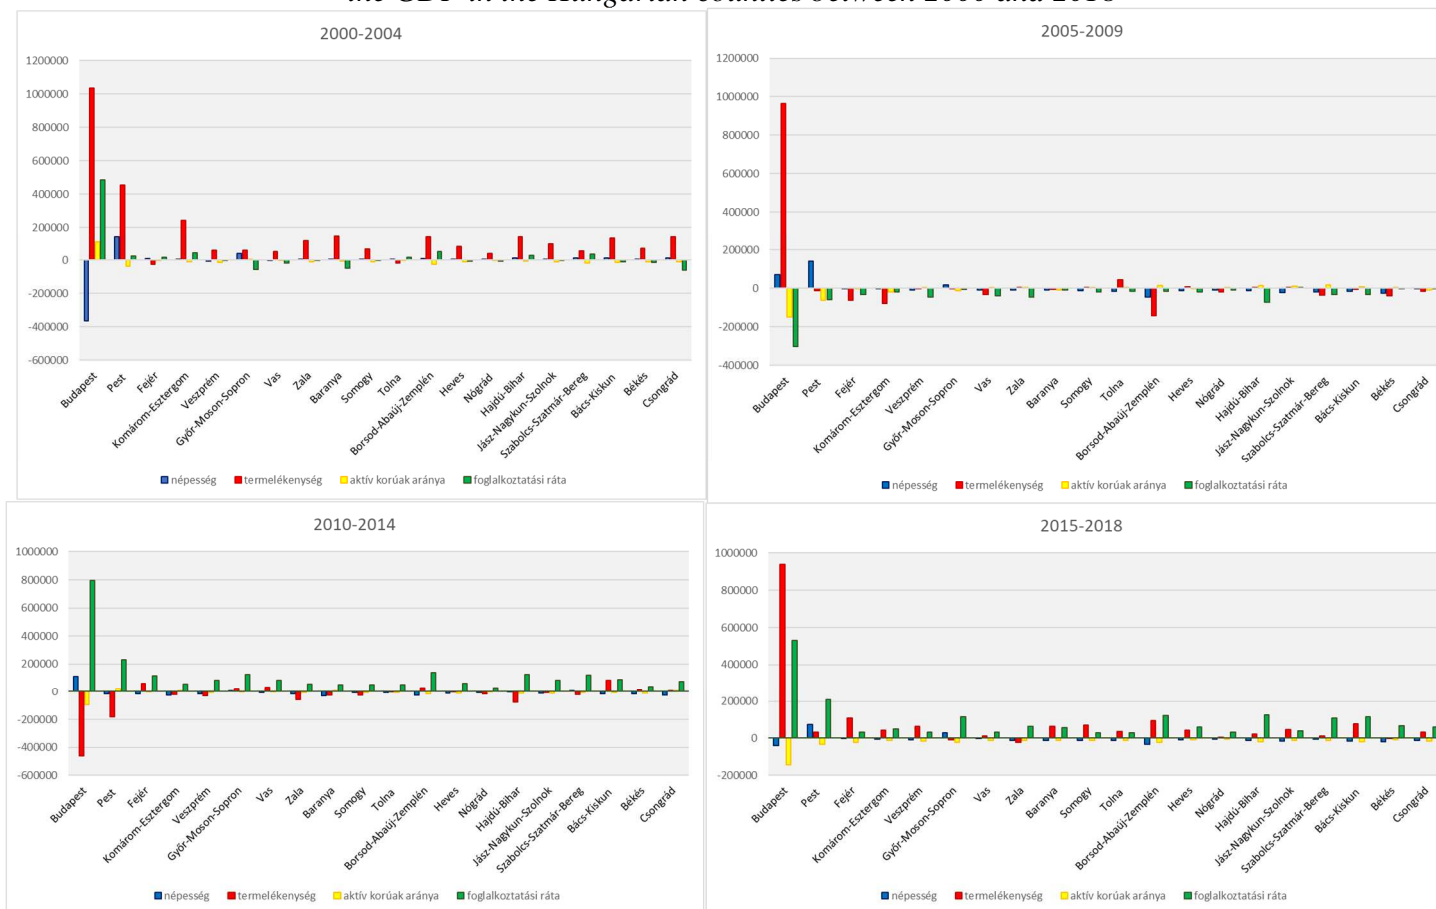 the GDP in the Hungarian counties between 2000 and 2018
2000-2004
1200000
1000000
800000
600000
400000
200000
0
-200000
-400000
-600000
Budapest
Pest
Fejér
Komárom-Esztergom
Veszprém
Győr-Moson-Sopron
Vas
Zala
Baranya
Somogy
Tolna
Borsod-Abaúj-Zemplén
Heves
Nógrád
Hajdú-Bihar
Jász-Nagykun-Szolnok
Szabolcs-Szatmár-Bereg
Bács-Kiskun
Békés
Csongrád
népesség termelékenység aktív korúak aránya foglalkoztatási ráta
2005-2009
1200000
1000000
800000
600000
400000
200000
0
-200000
-400000
Budapest
Pest
Fejér
Komárom-Esztergom
Veszprém
Győr-Moson-Sopron
Vas
Zala
Baranya
Somogy
Tolna
Borsod-Abaúj-Zemplén
Heves
Nógrád
Hajdú-Bihar
Jász-Nagykun-Szolnok
Szabolcs-Szatmár-Bereg
Bács-Kiskun
Békés
Csongrád
népesség termelékenység aktív korúak aránya foglalkoztatási ráta
2010-2014
1000000
800000
600000
400000
200000
0
-200000
-400000
-600000
Budapest
Pest
Fejér
Komárom-Esztergom
Veszprém
Győr-Moson-Sopron
Vas
Zala
Baranya
Somogy
Tolna
Borsod-Abaúj-Zemplén
Heves
Nógrád
Hajdú-Bihar
Jász-Nagykun-Szolnok
Szabolcs-Szatmár-Bereg
Bács-Kiskun
Békés
Csongrád
népesség termelékenység aktív korúak aránya foglalkoztatási ráta
2015-2018
1000000
800000
600000
400000
200000
0
-200000
Budapest
Pest
Fejér
Komárom-Esztergom
Veszprém
Győr-Moson-Sopron
Vas
Zala
Baranya
Somogy
Tolna
Borsod-Abaúj-Zemplén
Heves
Nógrád
Hajdú-Bihar
Jász-Nagykun-Szolnok
Szabolcs-Szatmár-Bereg
Bács-Kiskun
Békés
Csongrád
népesség termelékenység aktív korúak aránya foglalkoztatási ráta